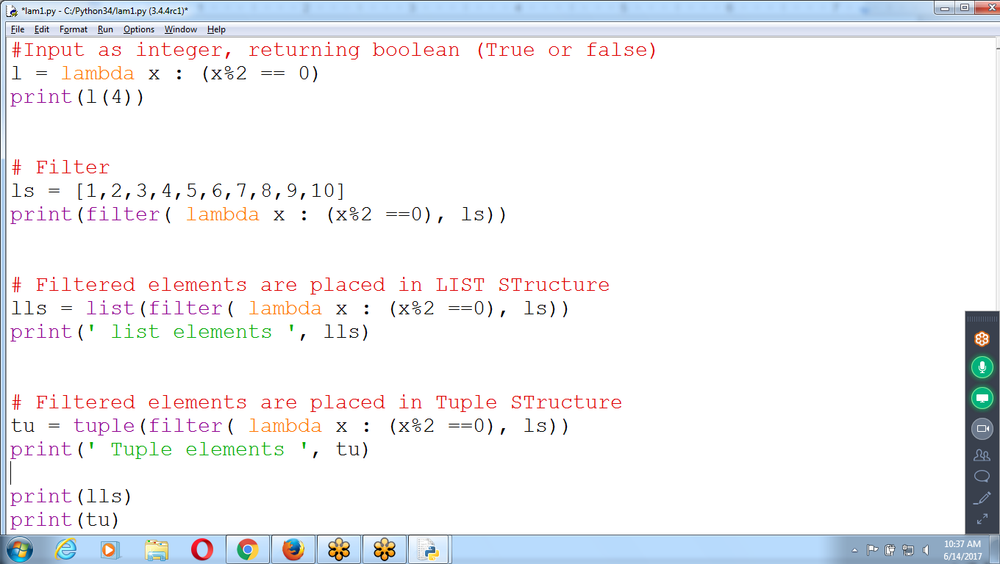 *lam1.py - C:/Python34/lam1.py (3.4.4rc1)*
File Edit Format Run Options Window Help
#Input as integer, returning boolean (True or false)
l = lambda x : (x%2 == 0)
print(l(4))
# Filter
ls = [1,2,3,4,5,6,7,8,9,10]
print(filter( lambda x : (x%2 ==0), ls))
# Filtered elements are placed in LIST STructure
lls = list(filter( lambda x : (x%2 ==0), ls))
print(' list elements ', lls)
# Filtered elements are placed in Tuple STructure
tu = tuple(filter( lambda x : (x%2 ==0), ls))
print(' Tuple elements ', tu)
print(lls)
print(tu)
10:37 AM
6/14/2017